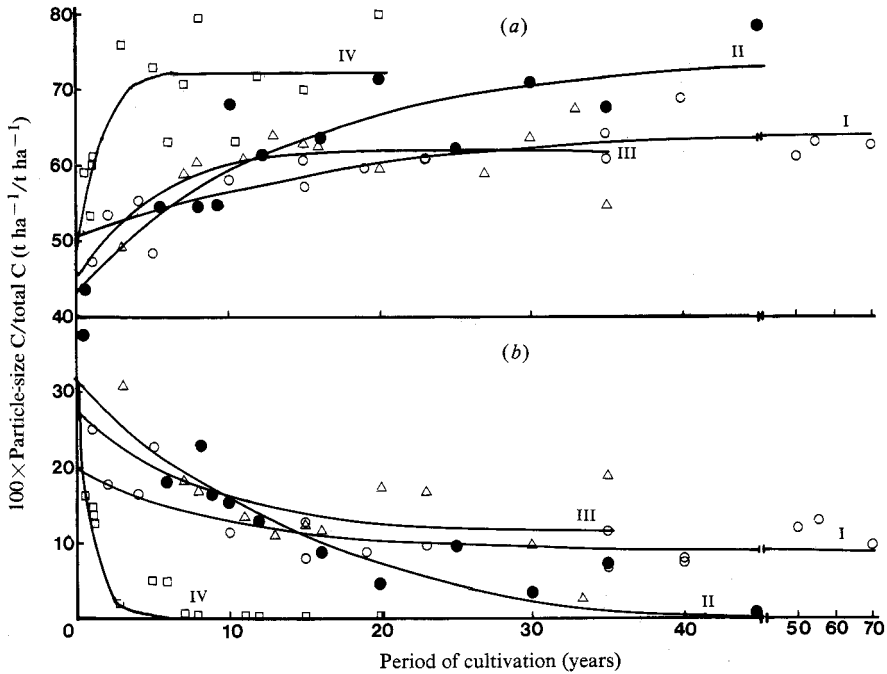 100×Particle-size C/total C (t ha⁻¹/t ha⁻¹)
80
(a)
IV
II
70
I
III
60
50
40
(b)
30
20
III
I
10
IV
II
0
0 10 20 30 40 50 60 70
Period of cultivation (years)